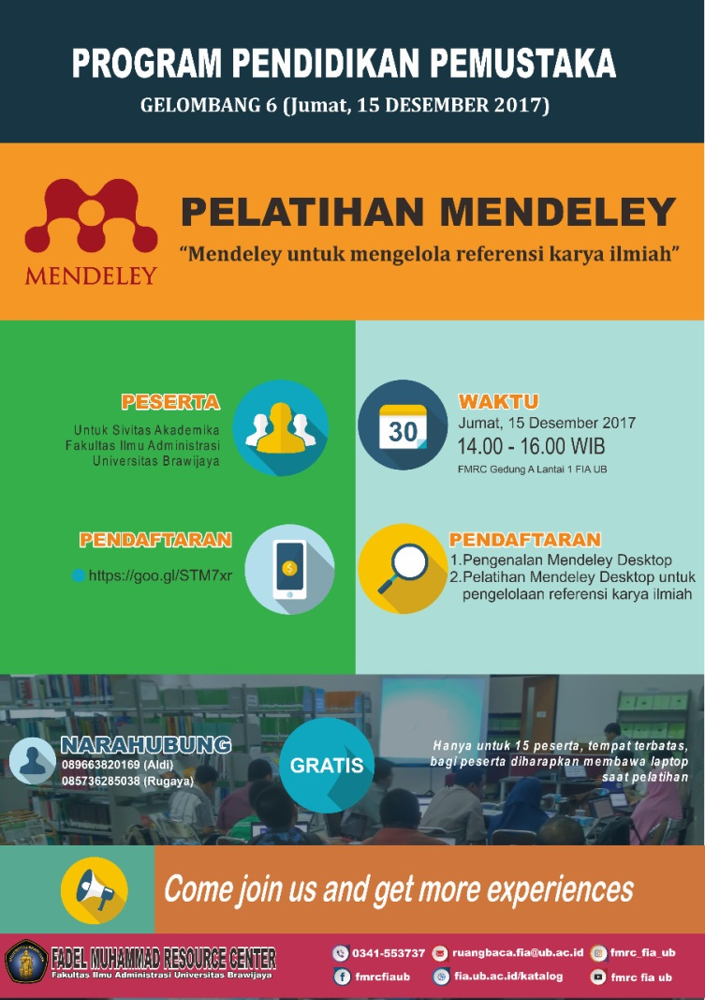 PROGRAM PENDIDIKAN PEMUSTAKA
GELOMBANG 6 (Jumat, 15 DESEMBER 2017)
MENDELEY
PELATIHAN MENDELEY
“Mendeley untuk mengelola referensi karya ilmiah”
PESERTA
Untuk Sivitas Akademika
Fakultas Ilmu Administrasi
Universitas Brawijaya
30
WAKTU
Jumat, 15 Desember 2017
14.00 - 16.00 WIB
FMRC Gedung A Lantai 1 FIA UB
PENDAFTARAN
https://goo.gl/STM7xr
$
PENDAFTARAN
1.Pengenalan Mendeley Desktop
2.Pelatihan Mendeley Desktop untuk
pengelolaan referensi karya ilmiah
NARAHUBUNG
089663820169 (Aldi)
085736285038 (Rugaya)
GRATIS
Hanya untuk 15 peserta, tempat terbatas,
bagi peserta diharapkan membawa laptop
saat pelatihan
Come join us and get more experiences
FADEL MUHAMMAD RESOURCE CENTER
Fakultas Ilmu Administrasi Universitas Brawijaya
0341-553737
ruangbaca.fia@ub.ac.id
fmrc_fia_ub
fmrcfiaub
fia.ub.ac.id/katalog
fmrc fia ub